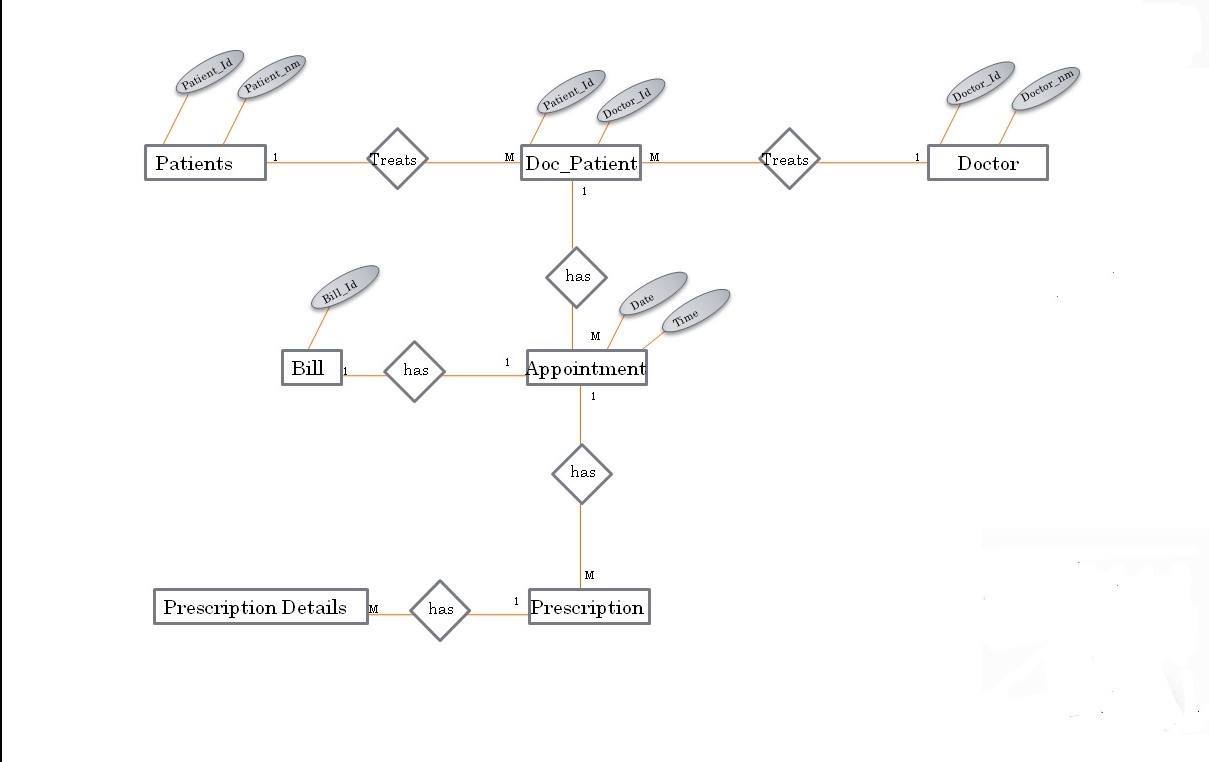 Patient_Id
Patient_nm
Patient_Id
Doctor_Id
Doctor_Id
Doctor_nm
Patients
1
Treats
M
Doc_Patient
M
Treats
1
Doctor
1
has
Bill_Id
Date
Time
M
Bill
1
has
1
Appointment
1
has
M
Prescription Details
M
has
1
Prescription